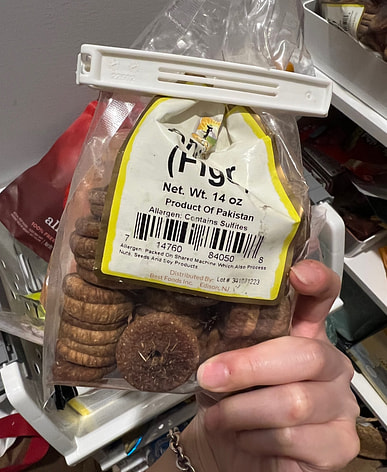 (Figs
Net. Wt. 14 oz
Product Of Pakistan
Allergen: Contains Sulfites
7 14760 84050 8
Allergen: Packed On Shared Machine Which Also Process
Nuts, Seeds And Soy Products
Distributed By: Lot #
Best Foods Inc. Edison, NJ